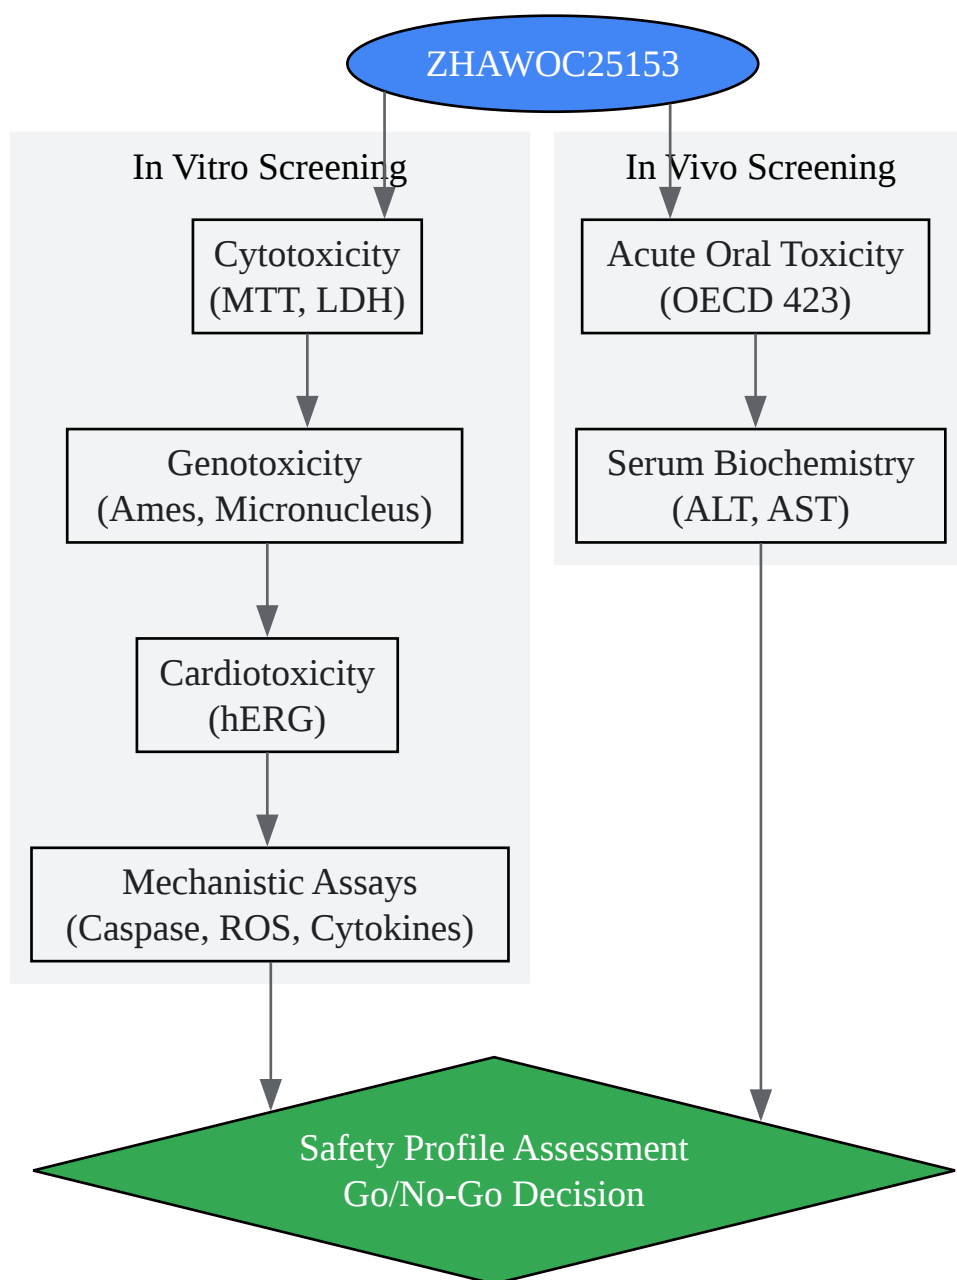 ZHAWOC25153
In Vitro Screening
Cytotoxicity
(MTT, LDH)
Genotoxicity
(Ames, Micronucleus)
Cardiotoxicity
(hERG)
Mechanistic Assays
(Caspase, ROS, Cytokines)
In Vivo Screening
Acute Oral Toxicity
(OECD 423)
Serum Biochemistry
(ALT, AST)
Safety Profile Assessment
Go/No-Go Decision